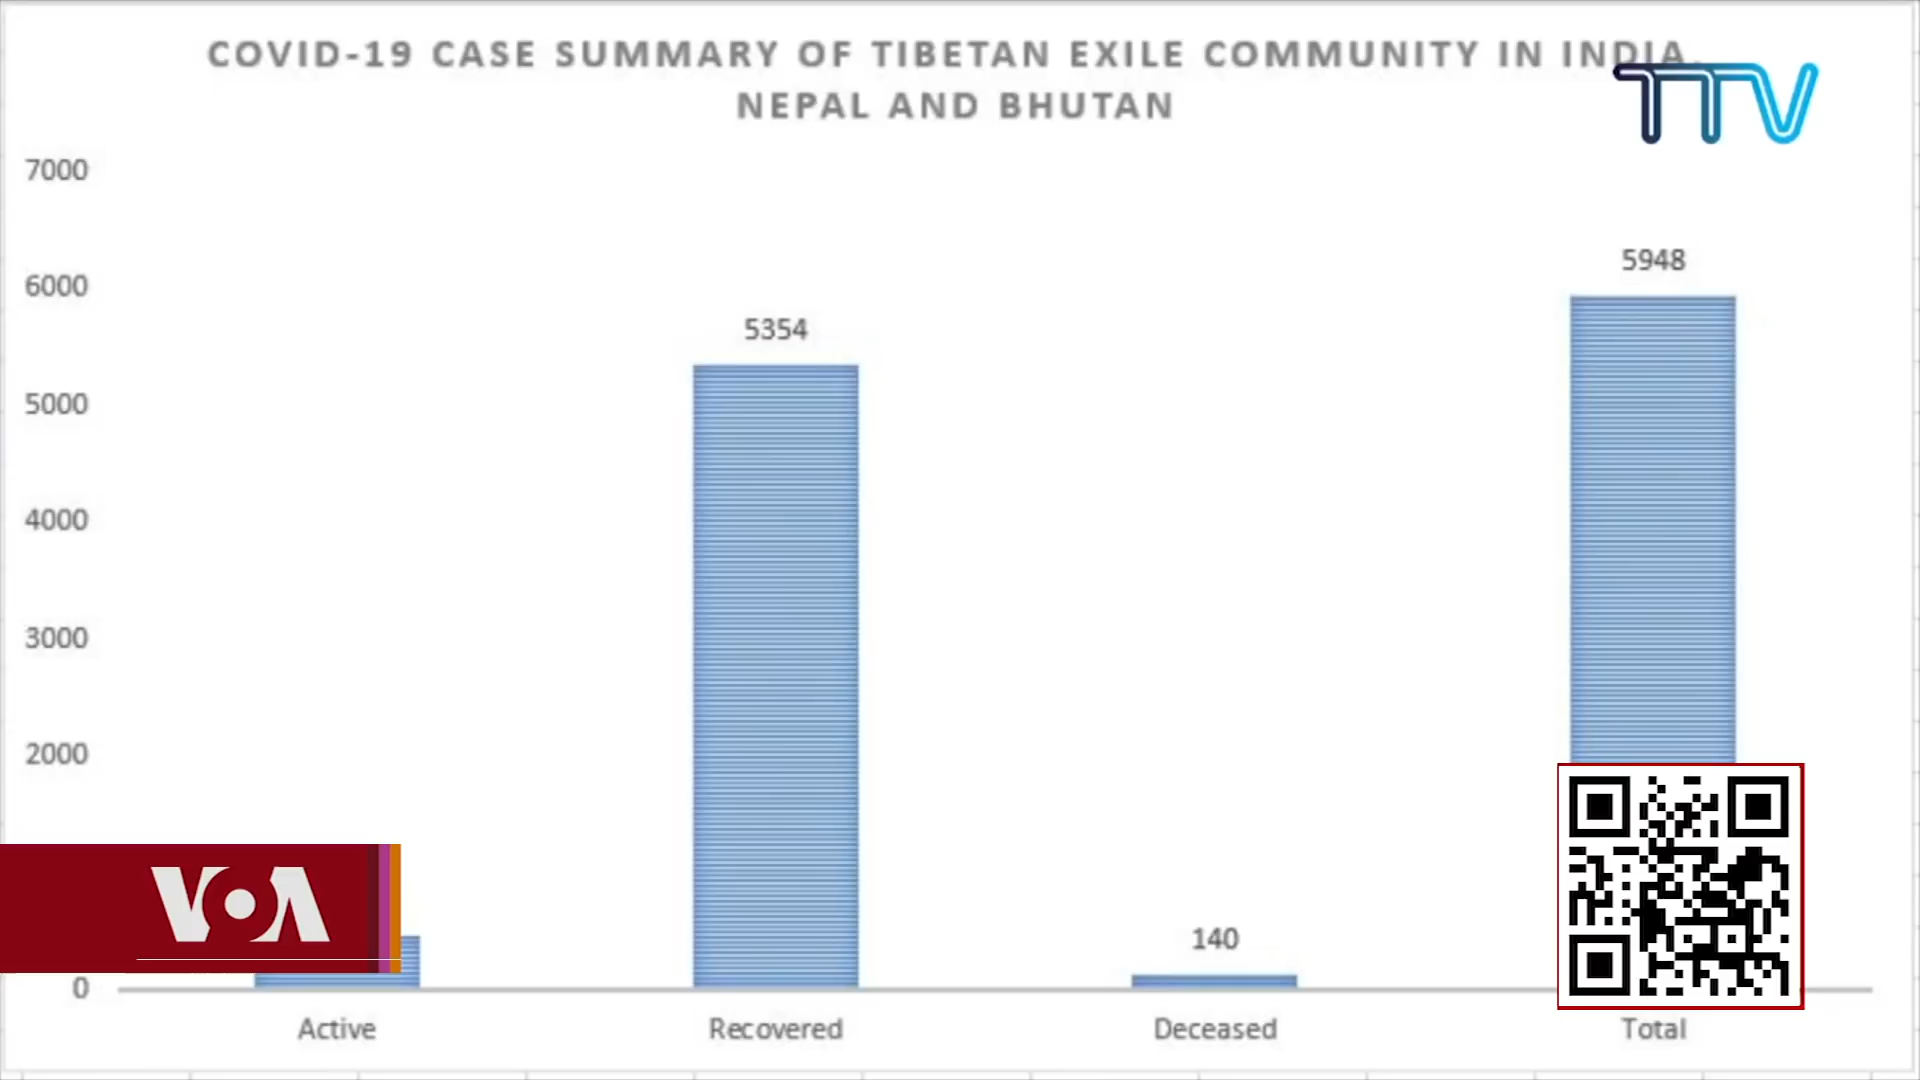 COVID-19 CASE SUMMARY OF TIBETAN EXILE COMMUNITY IN INDIA,
NEPAL AND BHUTAN
TTV
7000
6000
5000
4000
3000
2000
0
5354
140
5948
VOA
Active
Recovered
Deceased
Total